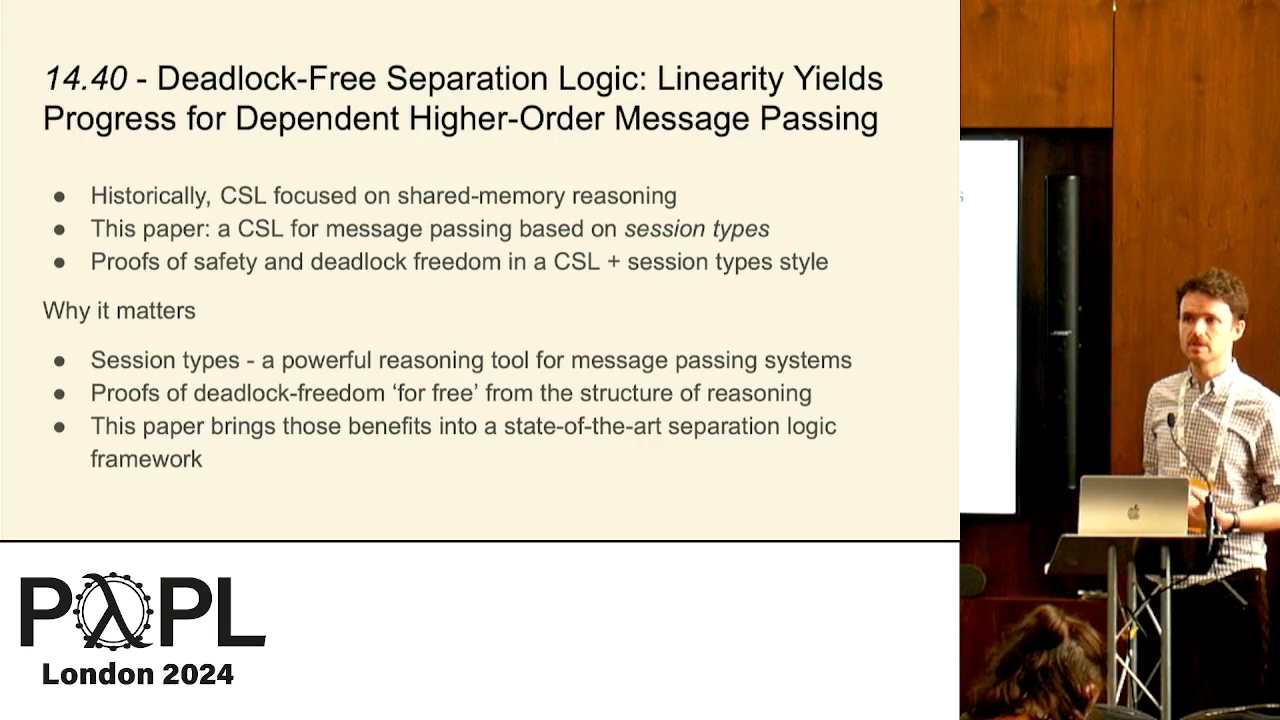 14.40 - Deadlock-Free Separation Logic: Linearity Yields
Progress for Dependent Higher-Order Message Passing
● Historically, CSL focused on shared-memory reasoning
● This paper: a CSL for message passing based on session types
● Proofs of safety and deadlock freedom in a CSL + session types style
Why it matters
● Session types - a powerful reasoning tool for message passing systems
● Proofs of deadlock-freedom ‘for free’ from the structure of reasoning
● This paper brings those benefits into a state-of-the-art separation logic
framework
PλPL
London 2024